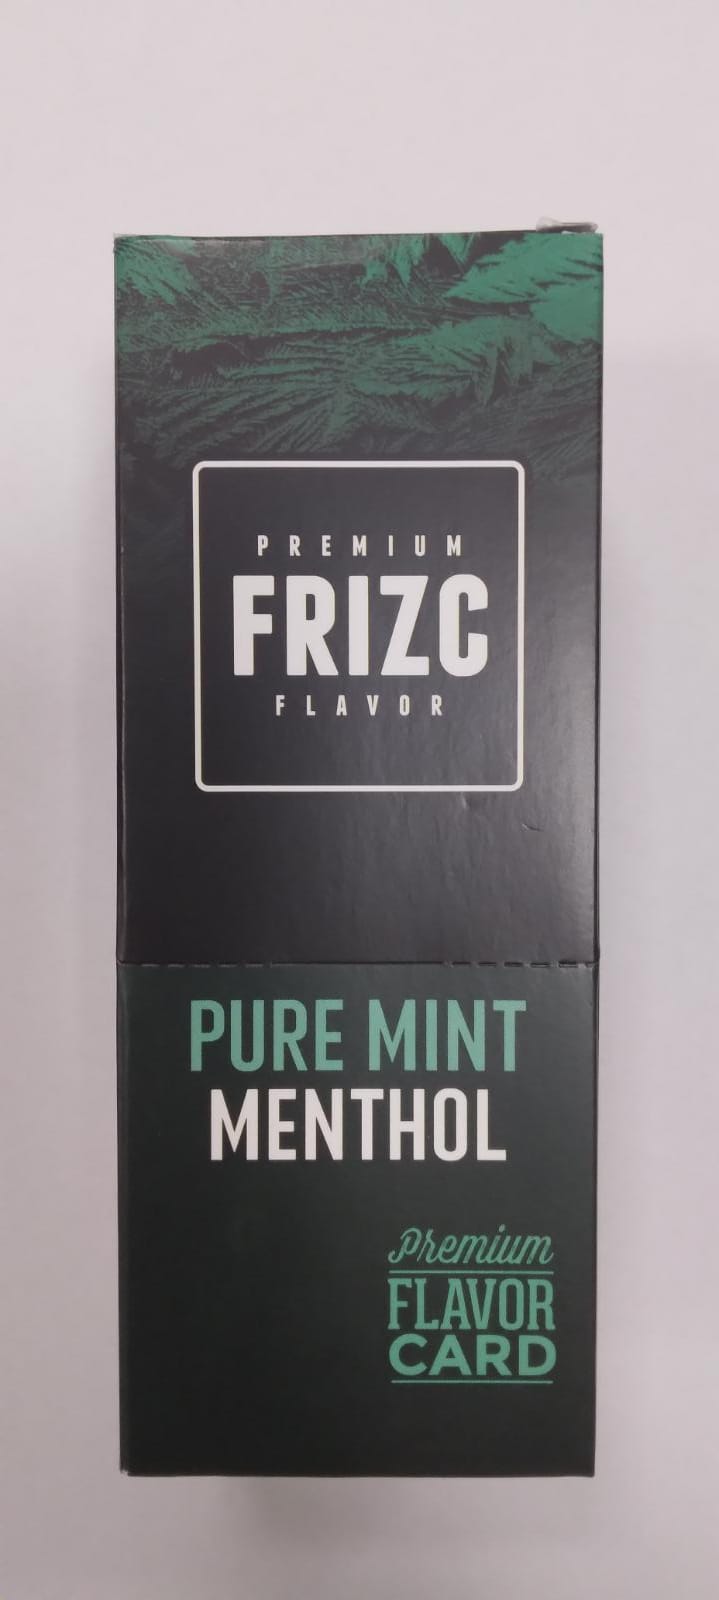 PREMIUM
FRIZC
FLAVOR
PURE MINT
MENTHOL
Premium
FLAVOR
CARD